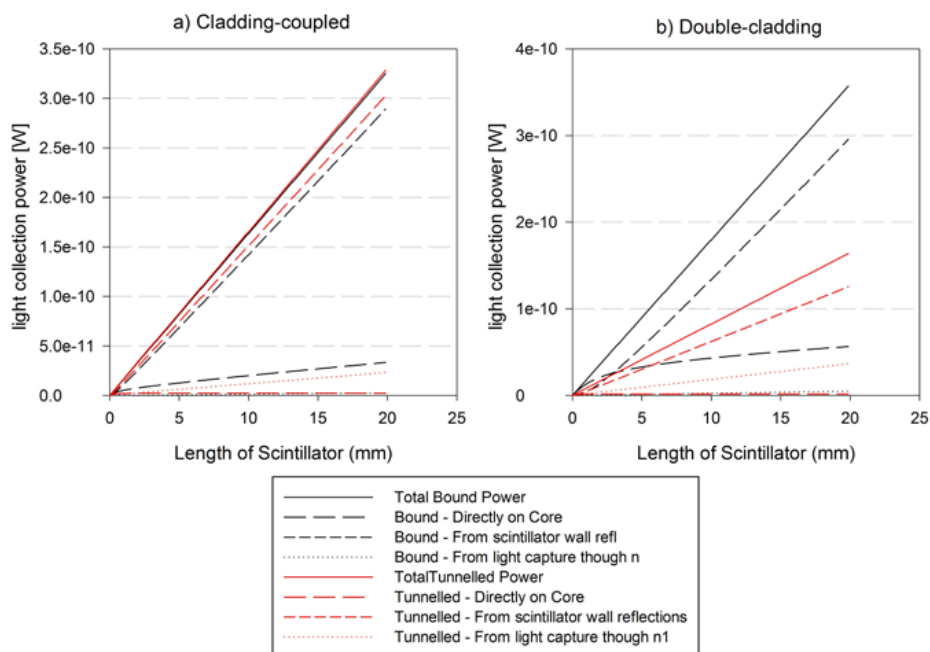 a) Cladding-coupled
b) Double-cladding
light collection power [W]
3.5e-10
3.0e-10
2.5e-10
2.0e-10
1.5e-10
1.0e-10
5.0e-11
0.0
0 5 10 15 20 25
Length of Scintillator (mm)
light collection power [W]
4e-10
3e-10
2e-10
1e-10
0
0 5 10 15 20 25
Length of Scintillator (mm)
Total Bound Power
Bound - Directly on Core
Bound - From scintillator wall refl
Bound - From light capture though n
TotalTunnelled Power
Tunnelled - Directly on Core
Tunnelled - From scintillator wall reflections
Tunnelled - From light capture though n1